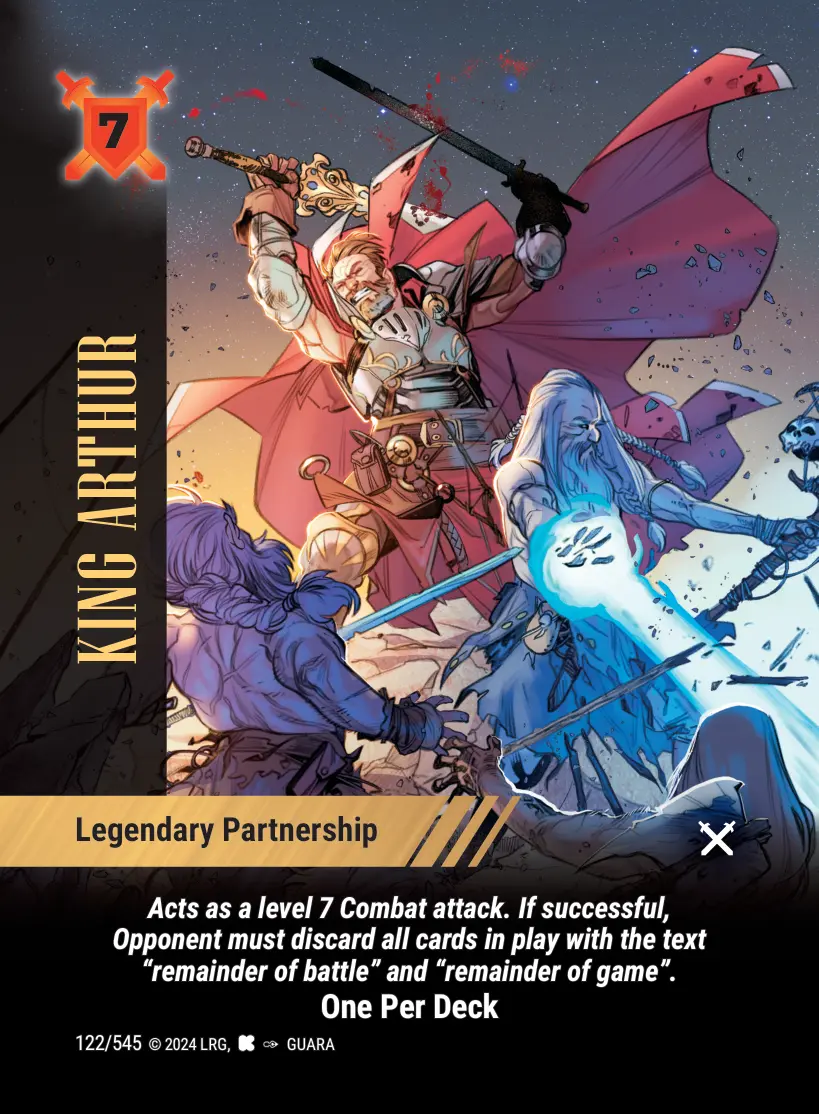 7
KING ARTHUR
Legendary Partnership
Acts as a level 7 Combat attack. If successful,
Opponent must discard all cards in play with the text
“remainder of battle” and “remainder of game”.
One Per Deck
122/545 © 2024 LRG, GUARA